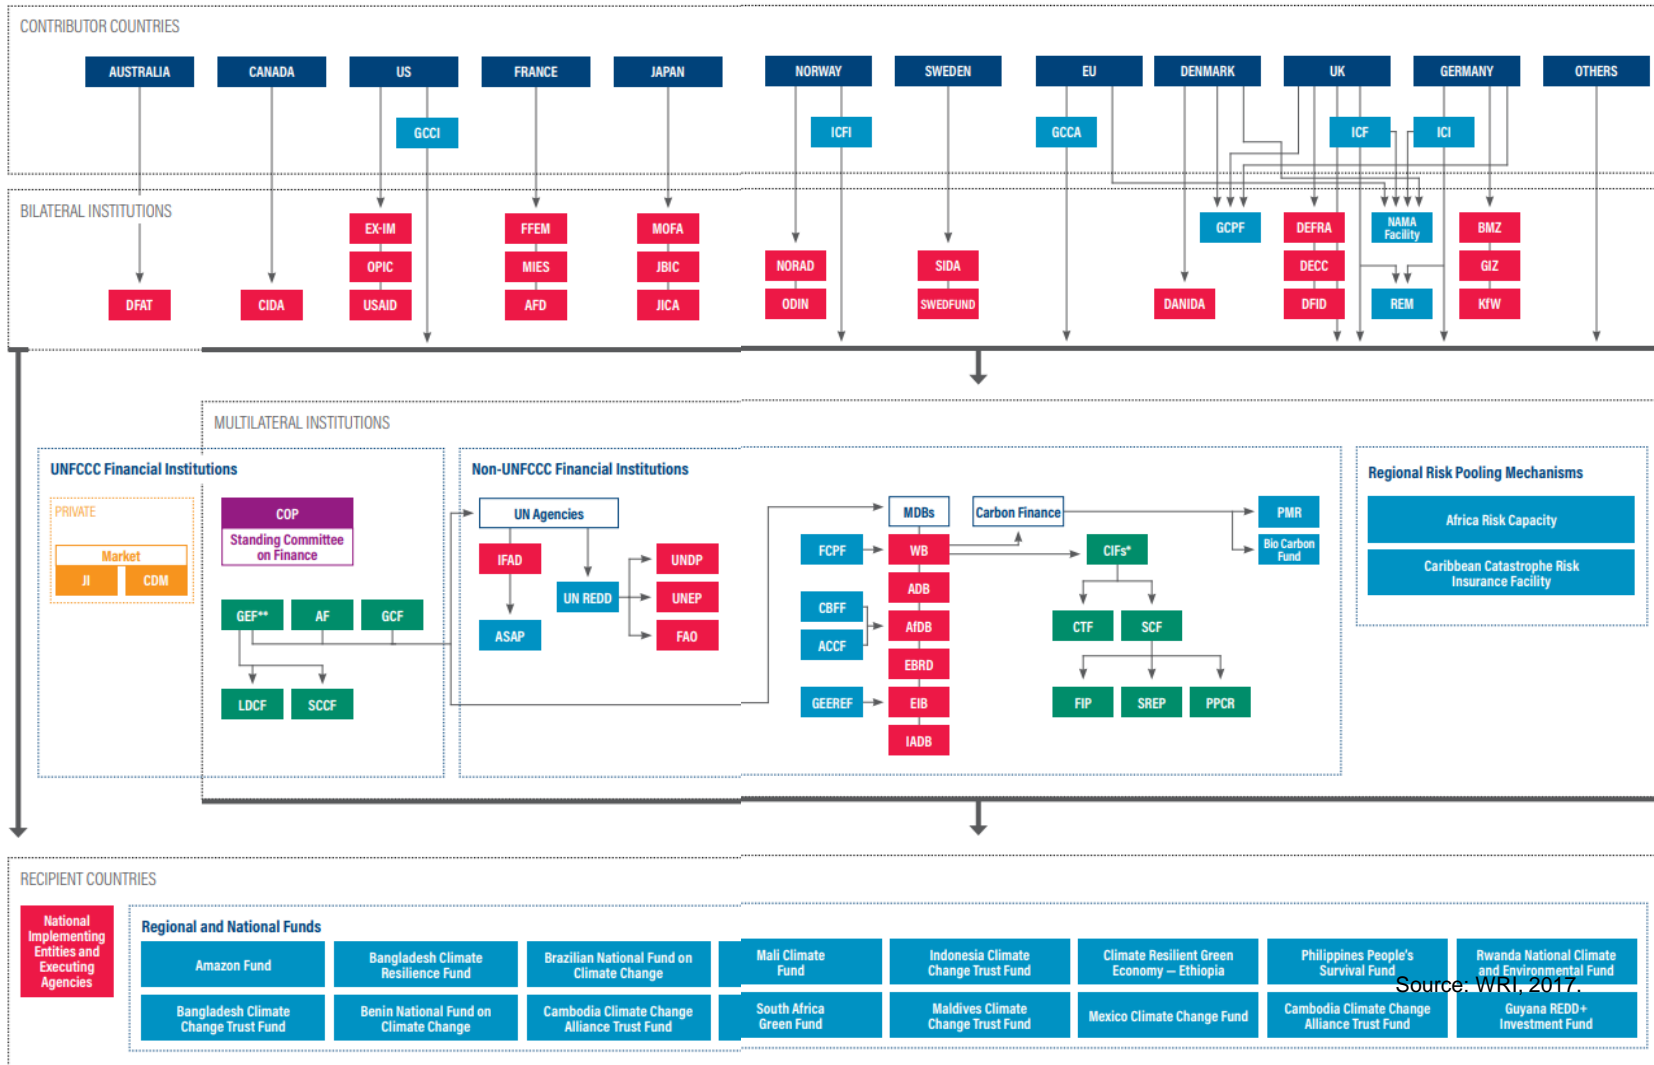 CONTRIBUTOR COUNTRIES
AUSTRALIA
CANADA
US
FRANCE
JAPAN
NORWAY
SWEDEN
EU
DENMARK
UK
GERMANY
OTHERS
GCCI
ICFI
GCCA
ICF
ICI
BILATERAL INSTITUTIONS
EX-IM
FFEM
MOFA
GCPF
DEFRA
NAMA
Facility
BMZ
OPIC
MIES
JBIC
NORAD
SIDA
DECC
GIZ
DFAT
CIDA
USAID
AFD
JICA
ODIN
SWEDFUND
DANIDA
DFID
REM
KfW
MULTILATERAL INSTITUTIONS
UNFCCC Financial Institutions
PRIVATE
Market
JI
CDM
COP
Standing Committee
on Finance
GEF**
AF
GCF
LDCF
SCCF
Non-UNFCCC Financial Institutions
UN Agencies
IFAD
UN REDD
ASAP
UNDP
UNEP
FAO
MDBs
Carbon Finance
PMR
Bio Carbon
Fund
FCPF
WB
CIFs*
ADB
CBFF
ACCF
AfDB
CTF
SCF
EBRD
GEEREF
EIB
FIP
SREP
PPCR
IADB
Regional Risk Pooling Mechanisms
Africa Risk Capacity
Caribbean Catastrophe Risk
Insurance Facility
RECIPIENT COUNTRIES
National
Implementing
Entities and
Executing
Agencies
Regional and National Funds
Amazon Fund
Bangladesh Climate
Resilience Fund
Brazilian National Fund on
Climate Change
Mali Climate
Fund
Indonesia Climate
Change Trust Fund
Climate Resilient Green
Economy — Ethiopia
Philippines People's
Survival Fund
Rwanda National Climate
and Environmental Fund
Source: WRI, 2017.
Bangladesh Climate
Change Trust Fund
Benin National Fund on
Climate Change
Cambodia Climate Change
Alliance Trust Fund
South Africa
Green Fund
Maldives Climate
Change Trust Fund
Mexico Climate Change Fund
Cambodia Climate Change
Alliance Trust Fund
Guyana REDD+
Investment Fund